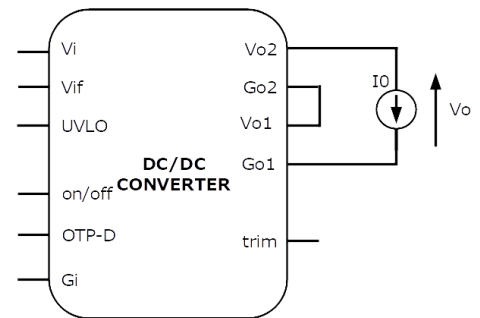 Vi
Vo2
Vif
Go2
I0
Vo
UVLO
Vo1
DC/DC
CONVERTER
Go1
on/off
OTP-D
trim
Gi